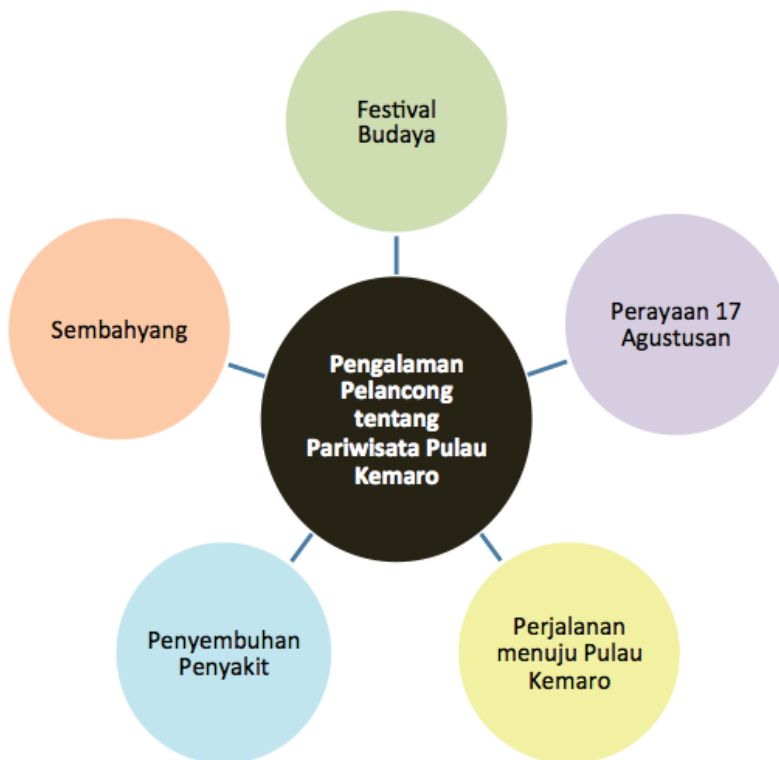 Festival
Budaya
Sembahyang
Perayaan 17
Agustusan
Pengalaman
Pelancong
tentang
Pariwisata Pulau
Kemaro
Penyembuhan
Penyakit
Perjalanan
menuju Pulau
Kemaro